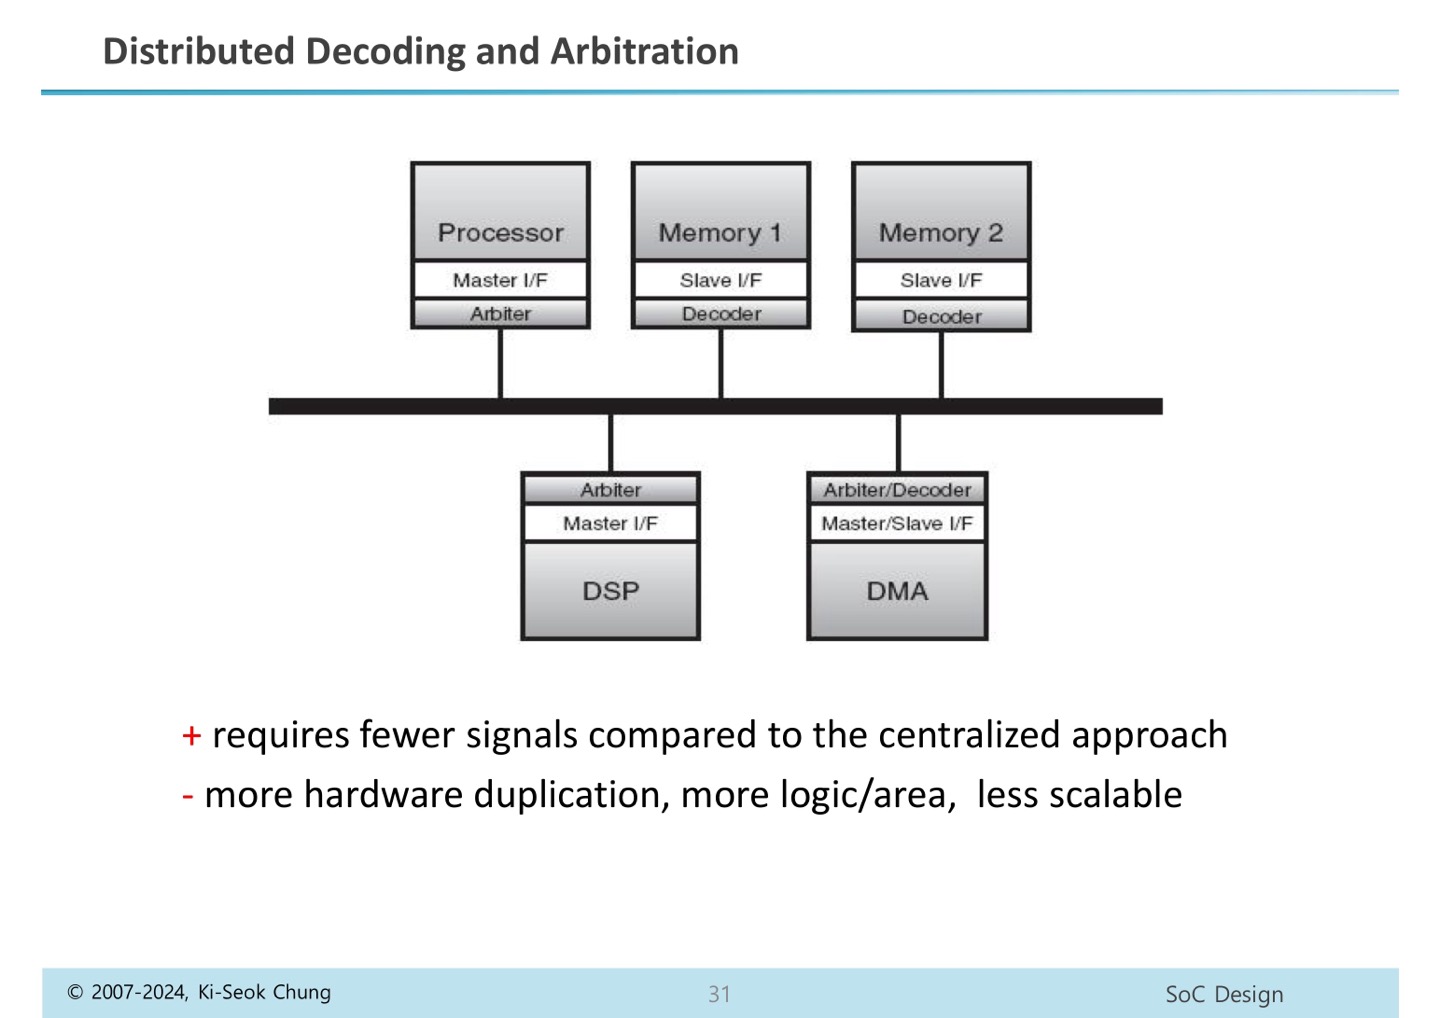 Distributed Decoding and Arbitration
Processor
Master I/F
Arbiter
Memory 1
Slave I/F
Decoder
Memory 2
Slave I/F
Decoder
Arbiter
Master I/F
DSP
Arbiter/Decoder
Master/Slave I/F
DMA
+ requires fewer signals compared to the centralized approach
- more hardware duplication, more logic/area, less scalable
© 2007-2024, Ki-Seok Chung
31
SoC Design